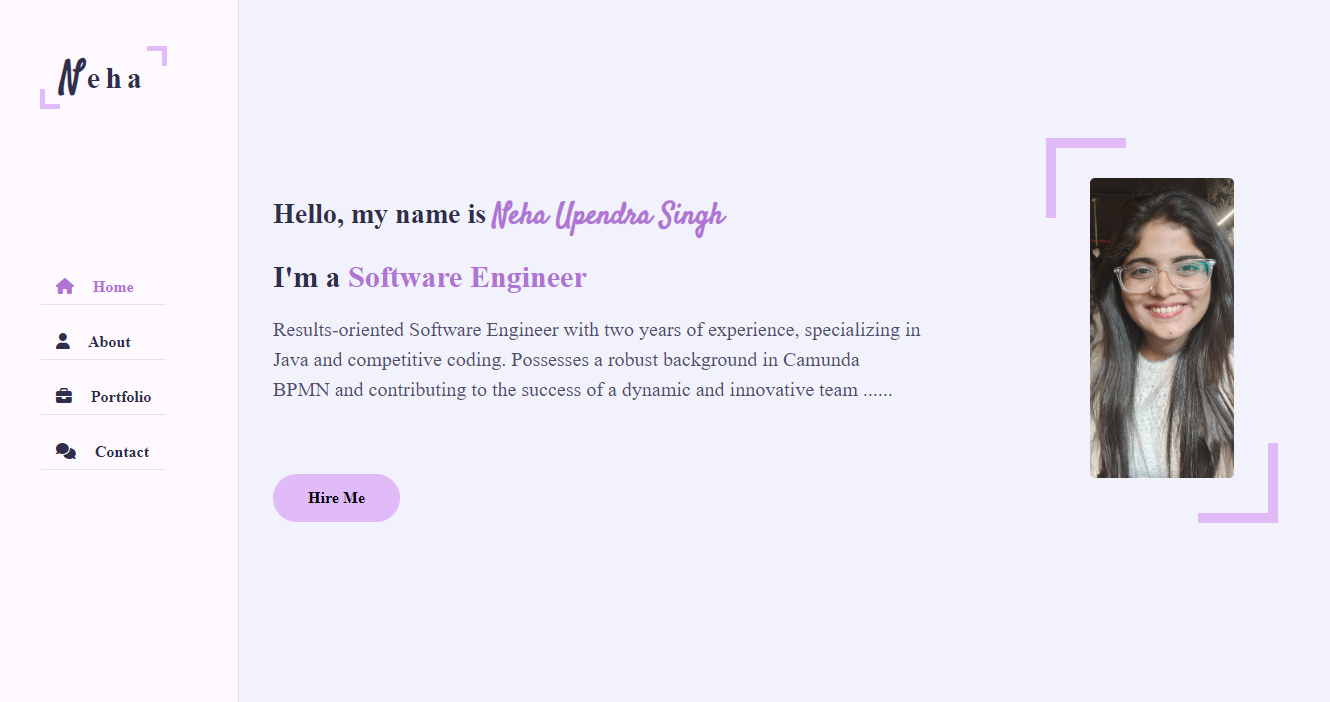 Neha
Home
About
Portfolio
Contact
Hello, my name is Neha Upendra Singh
I'm a Software Engineer
Results-oriented Software Engineer with two years of experience, specializing in
Java and competitive coding. Possesses a robust background in Camunda
BPMN and contributing to the success of a dynamic and innovative team ......
Hire Me